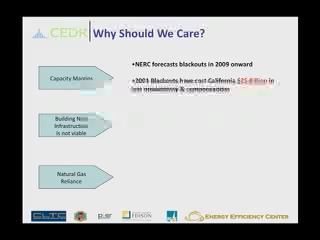 CEDR Why Should We Care?
•NERC forecasts blackouts in 2009 onward
Capacity Margins
•2001 Blackouts have cost California
Building New
Infrastructure
is not viable
Natural Gas
Reliance
CLTC
EDISON
ENERGY EFFICIENCY CENTER